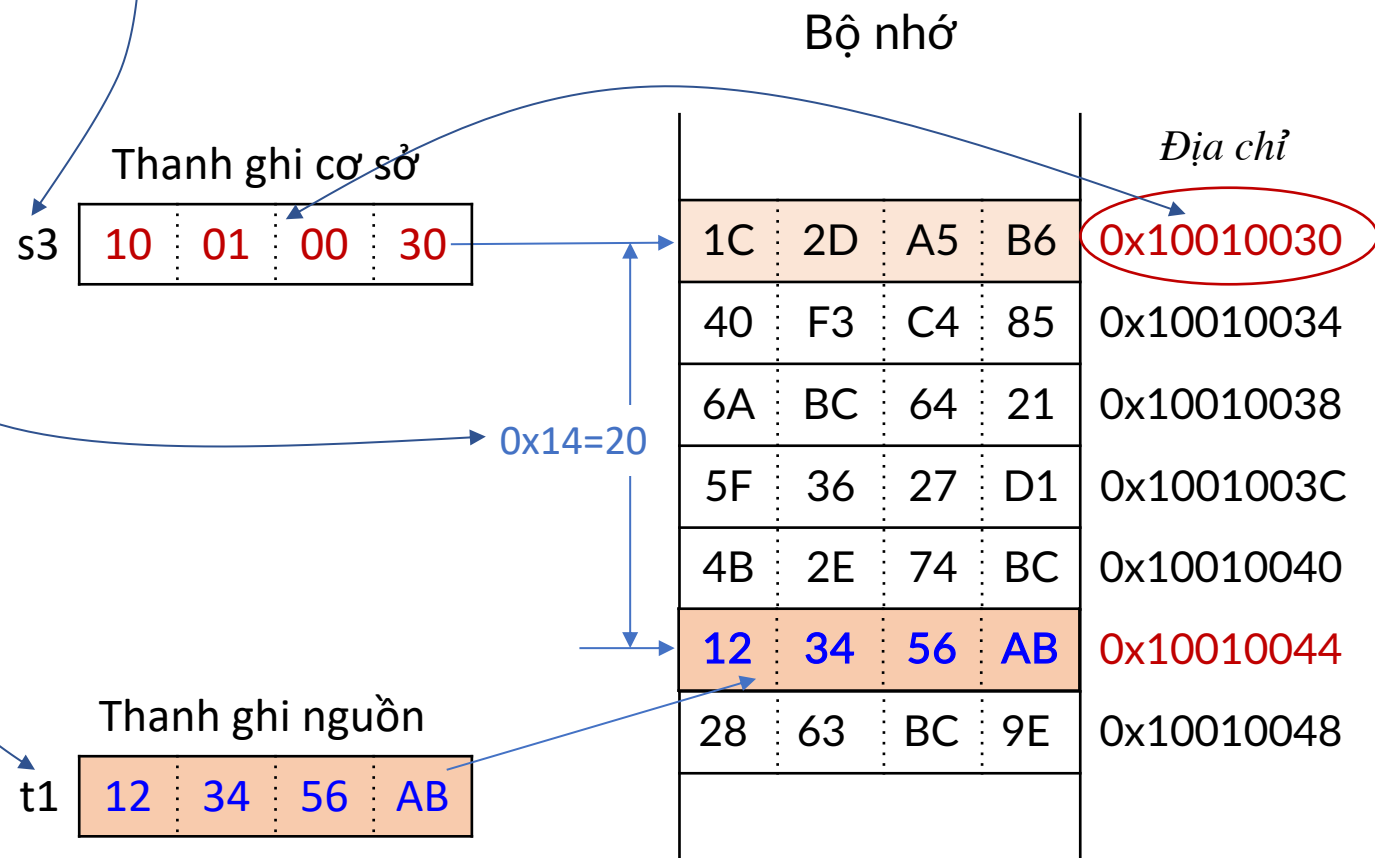 Bộ nhớ
Địa chỉ
Thanh ghi cơ sở
s3 10 01 00 30
1C 2D A5 B6 0x10010030
40 F3 C4 85 0x10010034
6A BC 64 21 0x10010038
0x14=20
5F 36 27 D1 0x1001003C
4B 2E 74 BC 0x10010040
12 34 56 AB 0x10010044
28 63 BC 9E 0x10010048
Thanh ghi nguồn
t1 12 34 56 AB